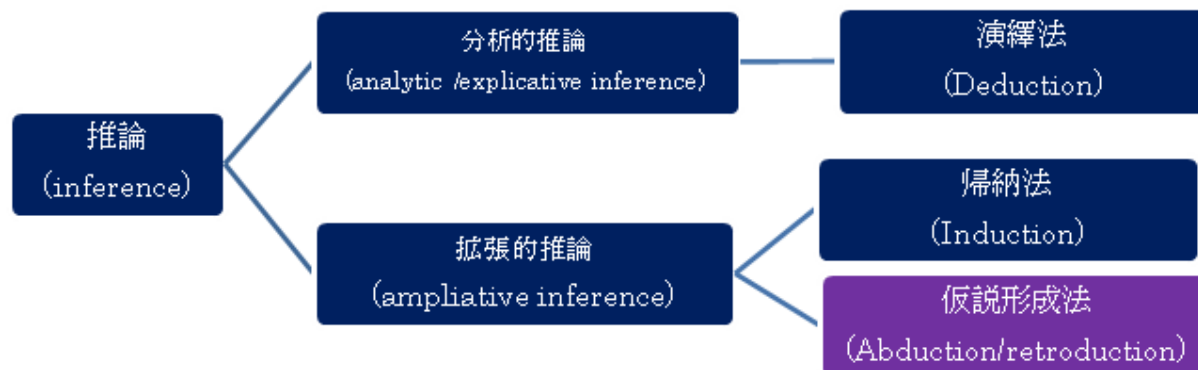 推論
(inference)
分析的推論
(analytic /explicative inference)
演繹法
(Deduction)
拡張的推論
(ampliative inference)
帰納法
(Induction)
仮説形成法
(Abduction/retroduction)